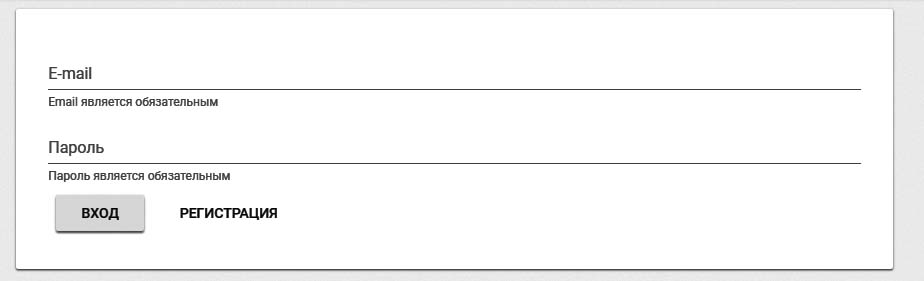 E-mail
Email является обязательным
Пароль
Пароль является обязательным
ВХОД РЕГИСТРАЦИЯ